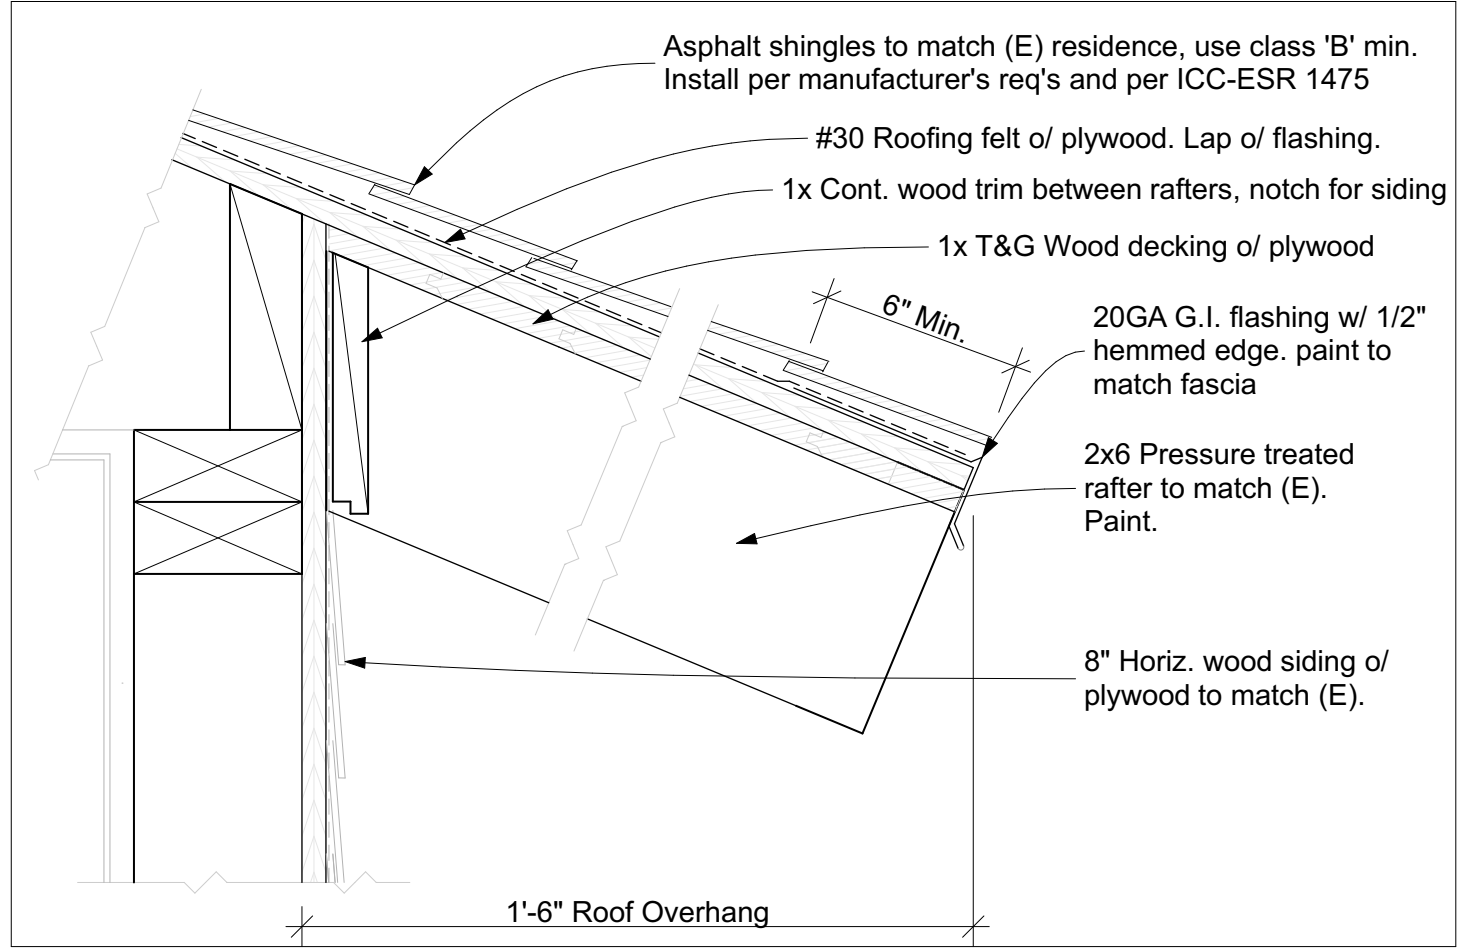 Asphalt shingles to match (E) residence, use class 'B' min.
Install per manufacturer's req's and per ICC-ESR 1475
#30 Roofing felt o/ plywood. Lap o/ flashing.
1x Cont. wood trim between rafters, notch for siding
1x T&G Wood decking o/ plywood
6" Min.
20GA G.I. flashing w/ 1/2"
hemmed edge. paint to
match fascia
2x6 Pressure treated
rafter to match (E).
Paint.
8" Horiz. wood siding o/
plywood to match (E).
1'-6" Roof Overhang